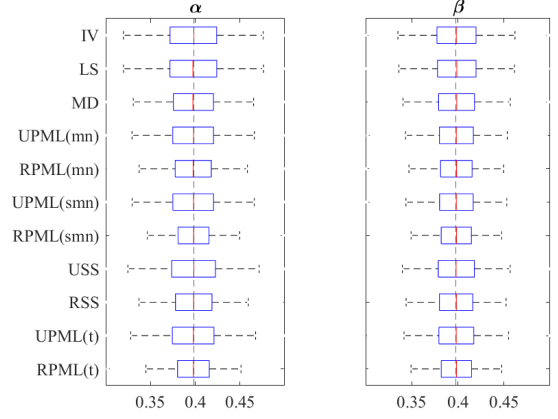 α β
IV
LS
MD
UPML(mn)
RPML(mn)
UPML(smn)
RPML(smn)
USS
RSS
UPML(t)
RPML(t)
0.35 0.4 0.45 0.35 0.4 0.45